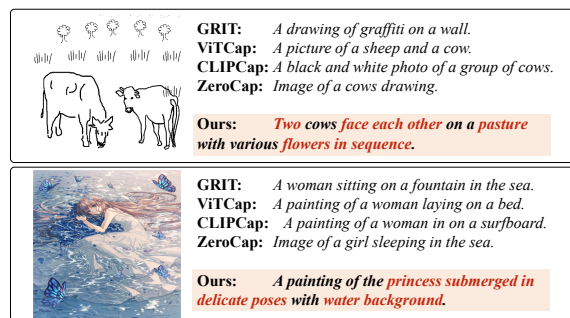 GRIT: A drawing of graffiti on a wall.
ViTCap: A picture of a sheep and a cow.
CLIPCap: A black and white photo of a group of cows.
ZeroCap: Image of a cows drawing.
Ours: Two cows face each other on a pasture
with various flowers in sequence.
GRIT: A woman sitting on a fountain in the sea.
ViTCap: A painting of a woman laying on a bed.
CLIPCap: A painting of a woman in on a surfboard.
ZeroCap: Image of a girl sleeping in the sea.
Ours: A painting of the princess submerged in
delicate poses with water background.